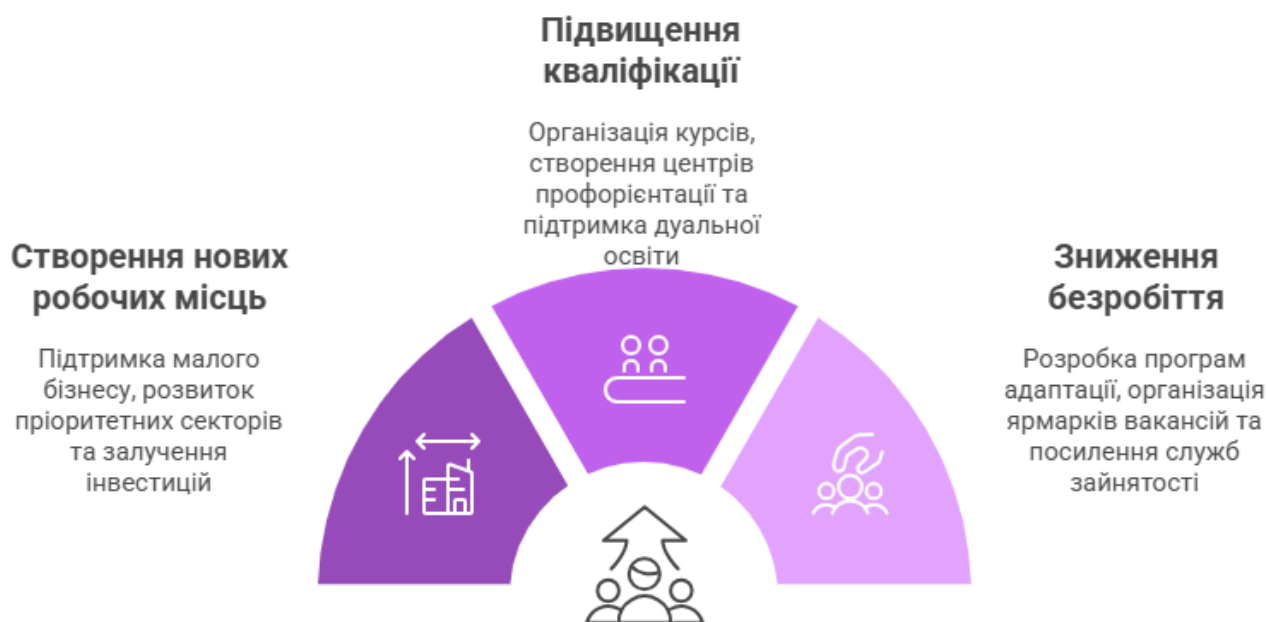 Підвищення
кваліфікації
Організація курсів,
створення центрів
профорієнтації та
підтримка дуальної
освіти
Створення нових
робочих місць
Підтримка малого
бізнесу, розвиток
пріоритетних секторів
та залучення
інвестицій
Зниження
безробіття
Розробка програм
адаптації, організація
ярмарків вакансій та
посилення служб
зайнятості